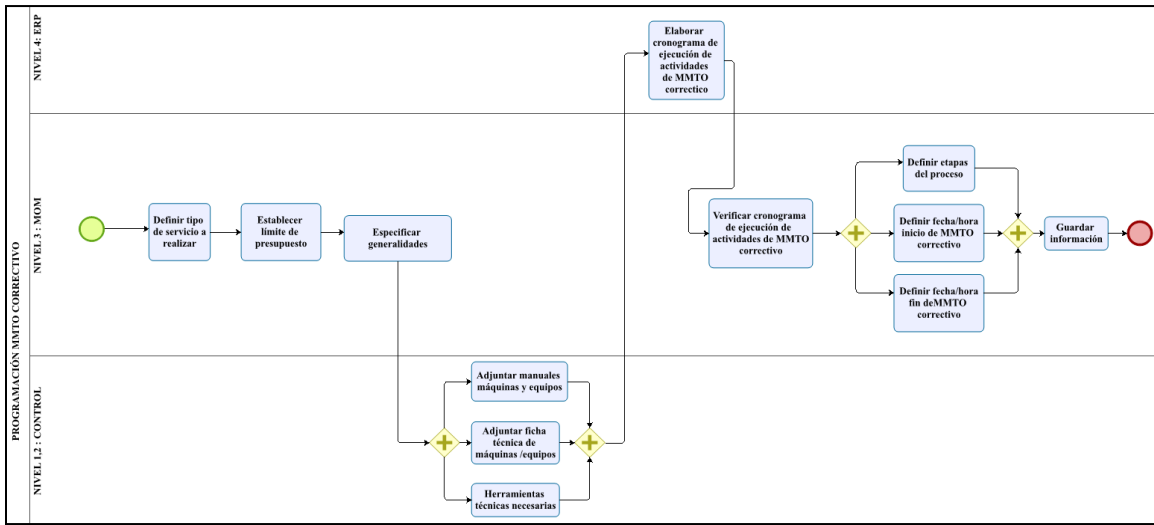 PROGRAMACIÓN MMTO CORRECTIVO
NIVEL 4: ERP
Elaborar
cronograma de
ejecución de
actividades
de MMTO
correctico
NIVEL 3 : MOM
Definir tipo
de servicio a
realizar
Establecer
límite de
presupuesto
Especificar
generalidades
Verificar cronograma
de ejecución de
actividades de MMTO
correctivo
Definir etapas
del proceso
Definir fecha/hora
inicio de MMTO
correctivo
Definir fecha/hora
fin deMMTO
correctivo
Guardar
información
NIVEL 1,2 : CONTROL
Adjuntar manuales
máquinas y equipos
Adjuntar ficha
técnica de
máquinas /equipos
Herramientas
técnicas necesarias